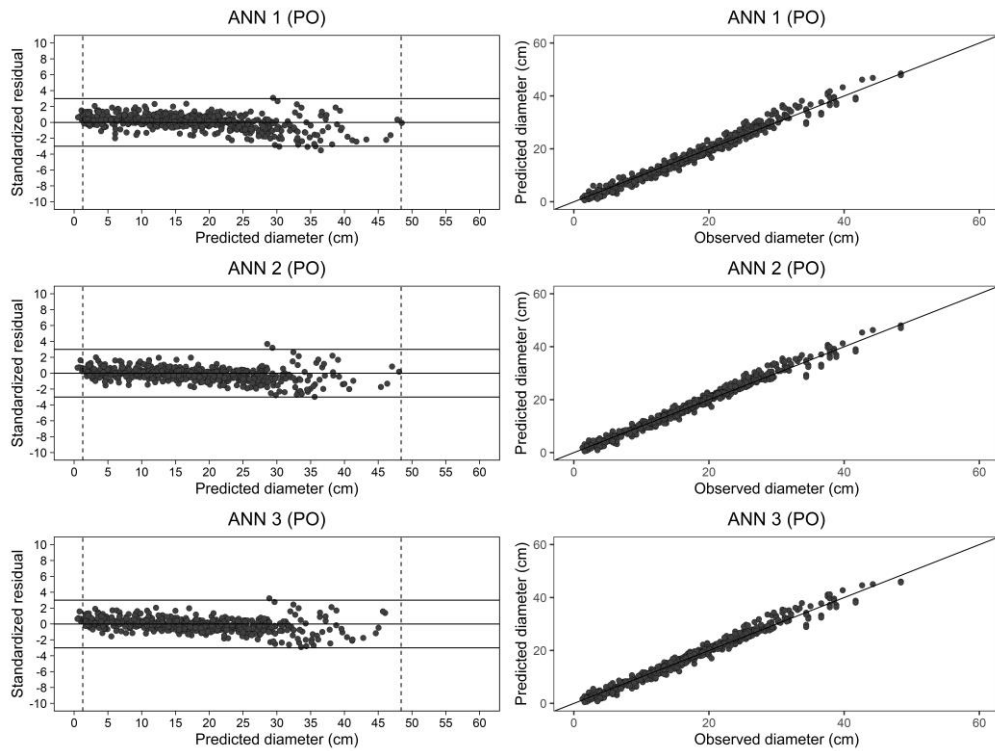 ANN 1 (PO)
Standardized residual
10
8
6
4
2
0
-2
-4
-6
-8
-10
0 5 10 15 20 25 30 35 40 45 50 55 60
Predicted diameter (cm)
ANN 1 (PO)
Predicted diameter (cm)
60
40
20
0
0 20 40 60
Observed diameter (cm)
ANN 2 (PO)
Standardized residual
10
8
6
4
2
0
-2
-4
-6
-8
-10
0 5 10 15 20 25 30 35 40 45 50 55 60
Predicted diameter (cm)
ANN 2 (PO)
Predicted diameter (cm)
60
40
20
0
0 20 40 60
Observed diameter (cm)
ANN 3 (PO)
Standardized residual
10
8
6
4
2
0
-2
-4
-6
-8
-10
0 5 10 15 20 25 30 35 40 45 50 55 60
Predicted diameter (cm)
ANN 3 (PO)
Predicted diameter (cm)
60
40
20
0
0 20 40 60
Observed diameter (cm)